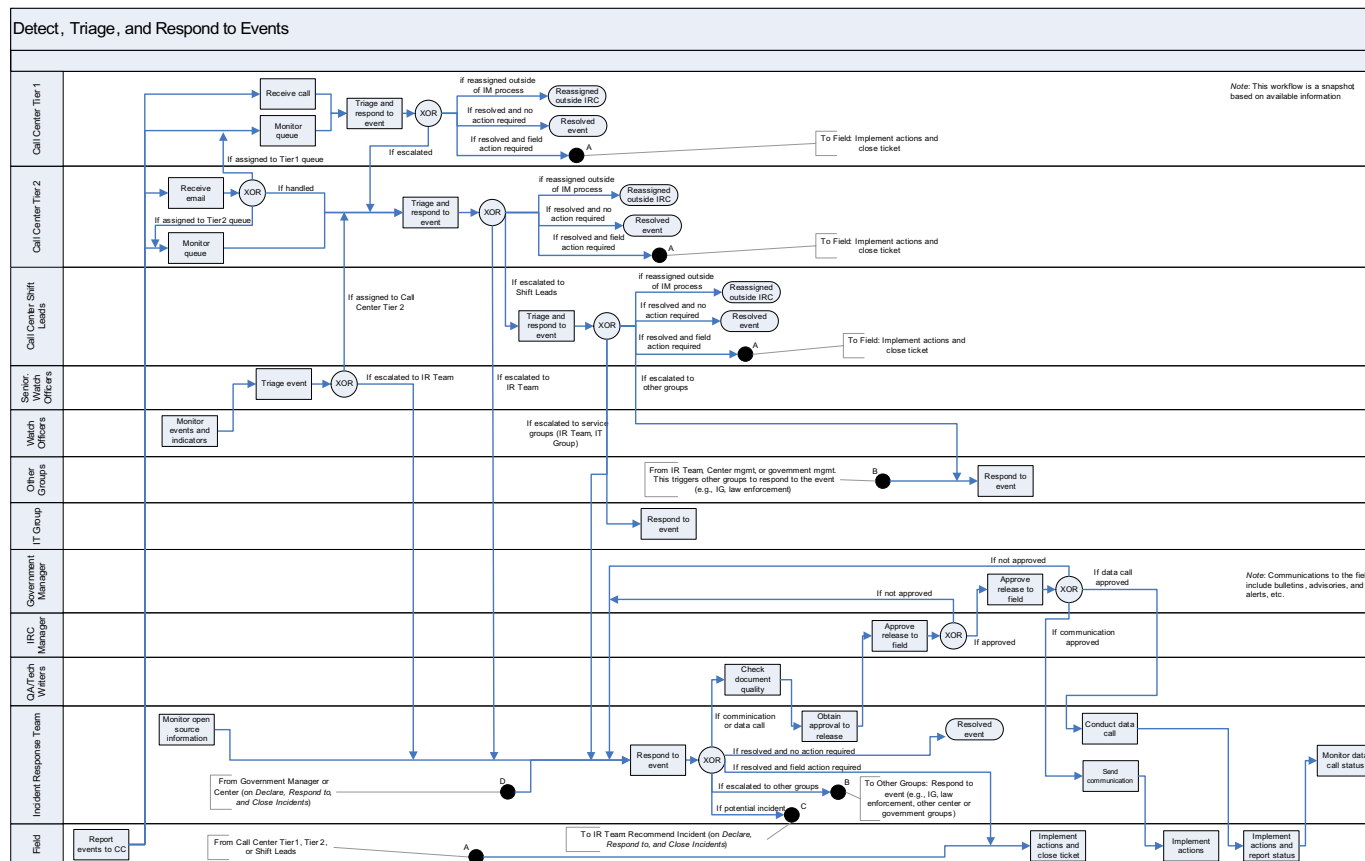 Detect, Triage, and Respond to Events
Call Center Tier 1
Receive call
Monitor
queue
Triage and
respond to
event
XOR
if reassigned outside
of IM process
Reassigned
outside IRC
If resolved and no
action required
Resolved
event
If resolved and field
action required
A
To Field: Implement actions and
close ticket
Note: This workflow is a snapshot
based on available information
If assigned to Tier1 queue
If escalated
Call Center Tier 2
Receive
email
XOR
If handled
If assigned to Tier2 queue
Monitor
queue
Triage and
respond to
event
XOR
if reassigned outside
of IM process
Reassigned
outside IRC
If resolved and no
action required
Resolved
event
If resolved and field
action required
A
To Field: Implement actions and
close ticket
Call Center Shift
Leads
If assigned to Call
Center Tier 2
If escalated to
Shift Leads
Triage and
respond to
event
XOR
if reassigned outside
of IM process
Reassigned
outside IRC
If resolved and no
action required
Resolved
event
If resolved and field
action required
A
To Field: Implement actions and
close ticket
Senior.
Watch
Officers
Triage event
XOR
If escalated to IR Team
If escalated to
IR Team
If escalated to
other groups
Watch
Officers
Monitor
events and
indicators
If escalated to service
groups (IR Team, IT
Group)
Other
Groups
From IR Team, Center mgmt, or government mgmt.
This triggers other groups to respond to the event
(e.g., IG, law enforcement)
B
Respond to
event
IT Group
Respond to
event
Government
Manager
If not approved
If not approved
Approve
release to
field
XOR
If data call
approved
Note: Communications to the fiel
include bulletins, advisories, and
alerts, etc.
IRC
Manager
Approve
release to
field
XOR
If approved
If communication
approved
QA/Tech
Writers
Check
document
quality
Incident Response Team
Monitor open
source
information
If comminication
or data call
Obtain
approval to
release
Resolved
event
Conduct data
call
Respond to
event
XOR
If resolved and no action required
If resolved and field action required
Monitor data
call status
From Government Manager or
Center (on Declare, Respond to,
and Close Incidents)
D
If escalated to other groups
B
To Other Groups: Respond to
event (e.g., IG, law
enforcement, other center or
government groups)
If potential incident
C
Send
communication
Field
Report
events to CC
From Call Center Tier1, Tier 2,
or Shift Leads
A
To IR Team Recommend Incident (on Declare,
Respond to, and Close Incidents)
Implement
actions and
close ticket
Implement
actions
Implement
actions and
report status